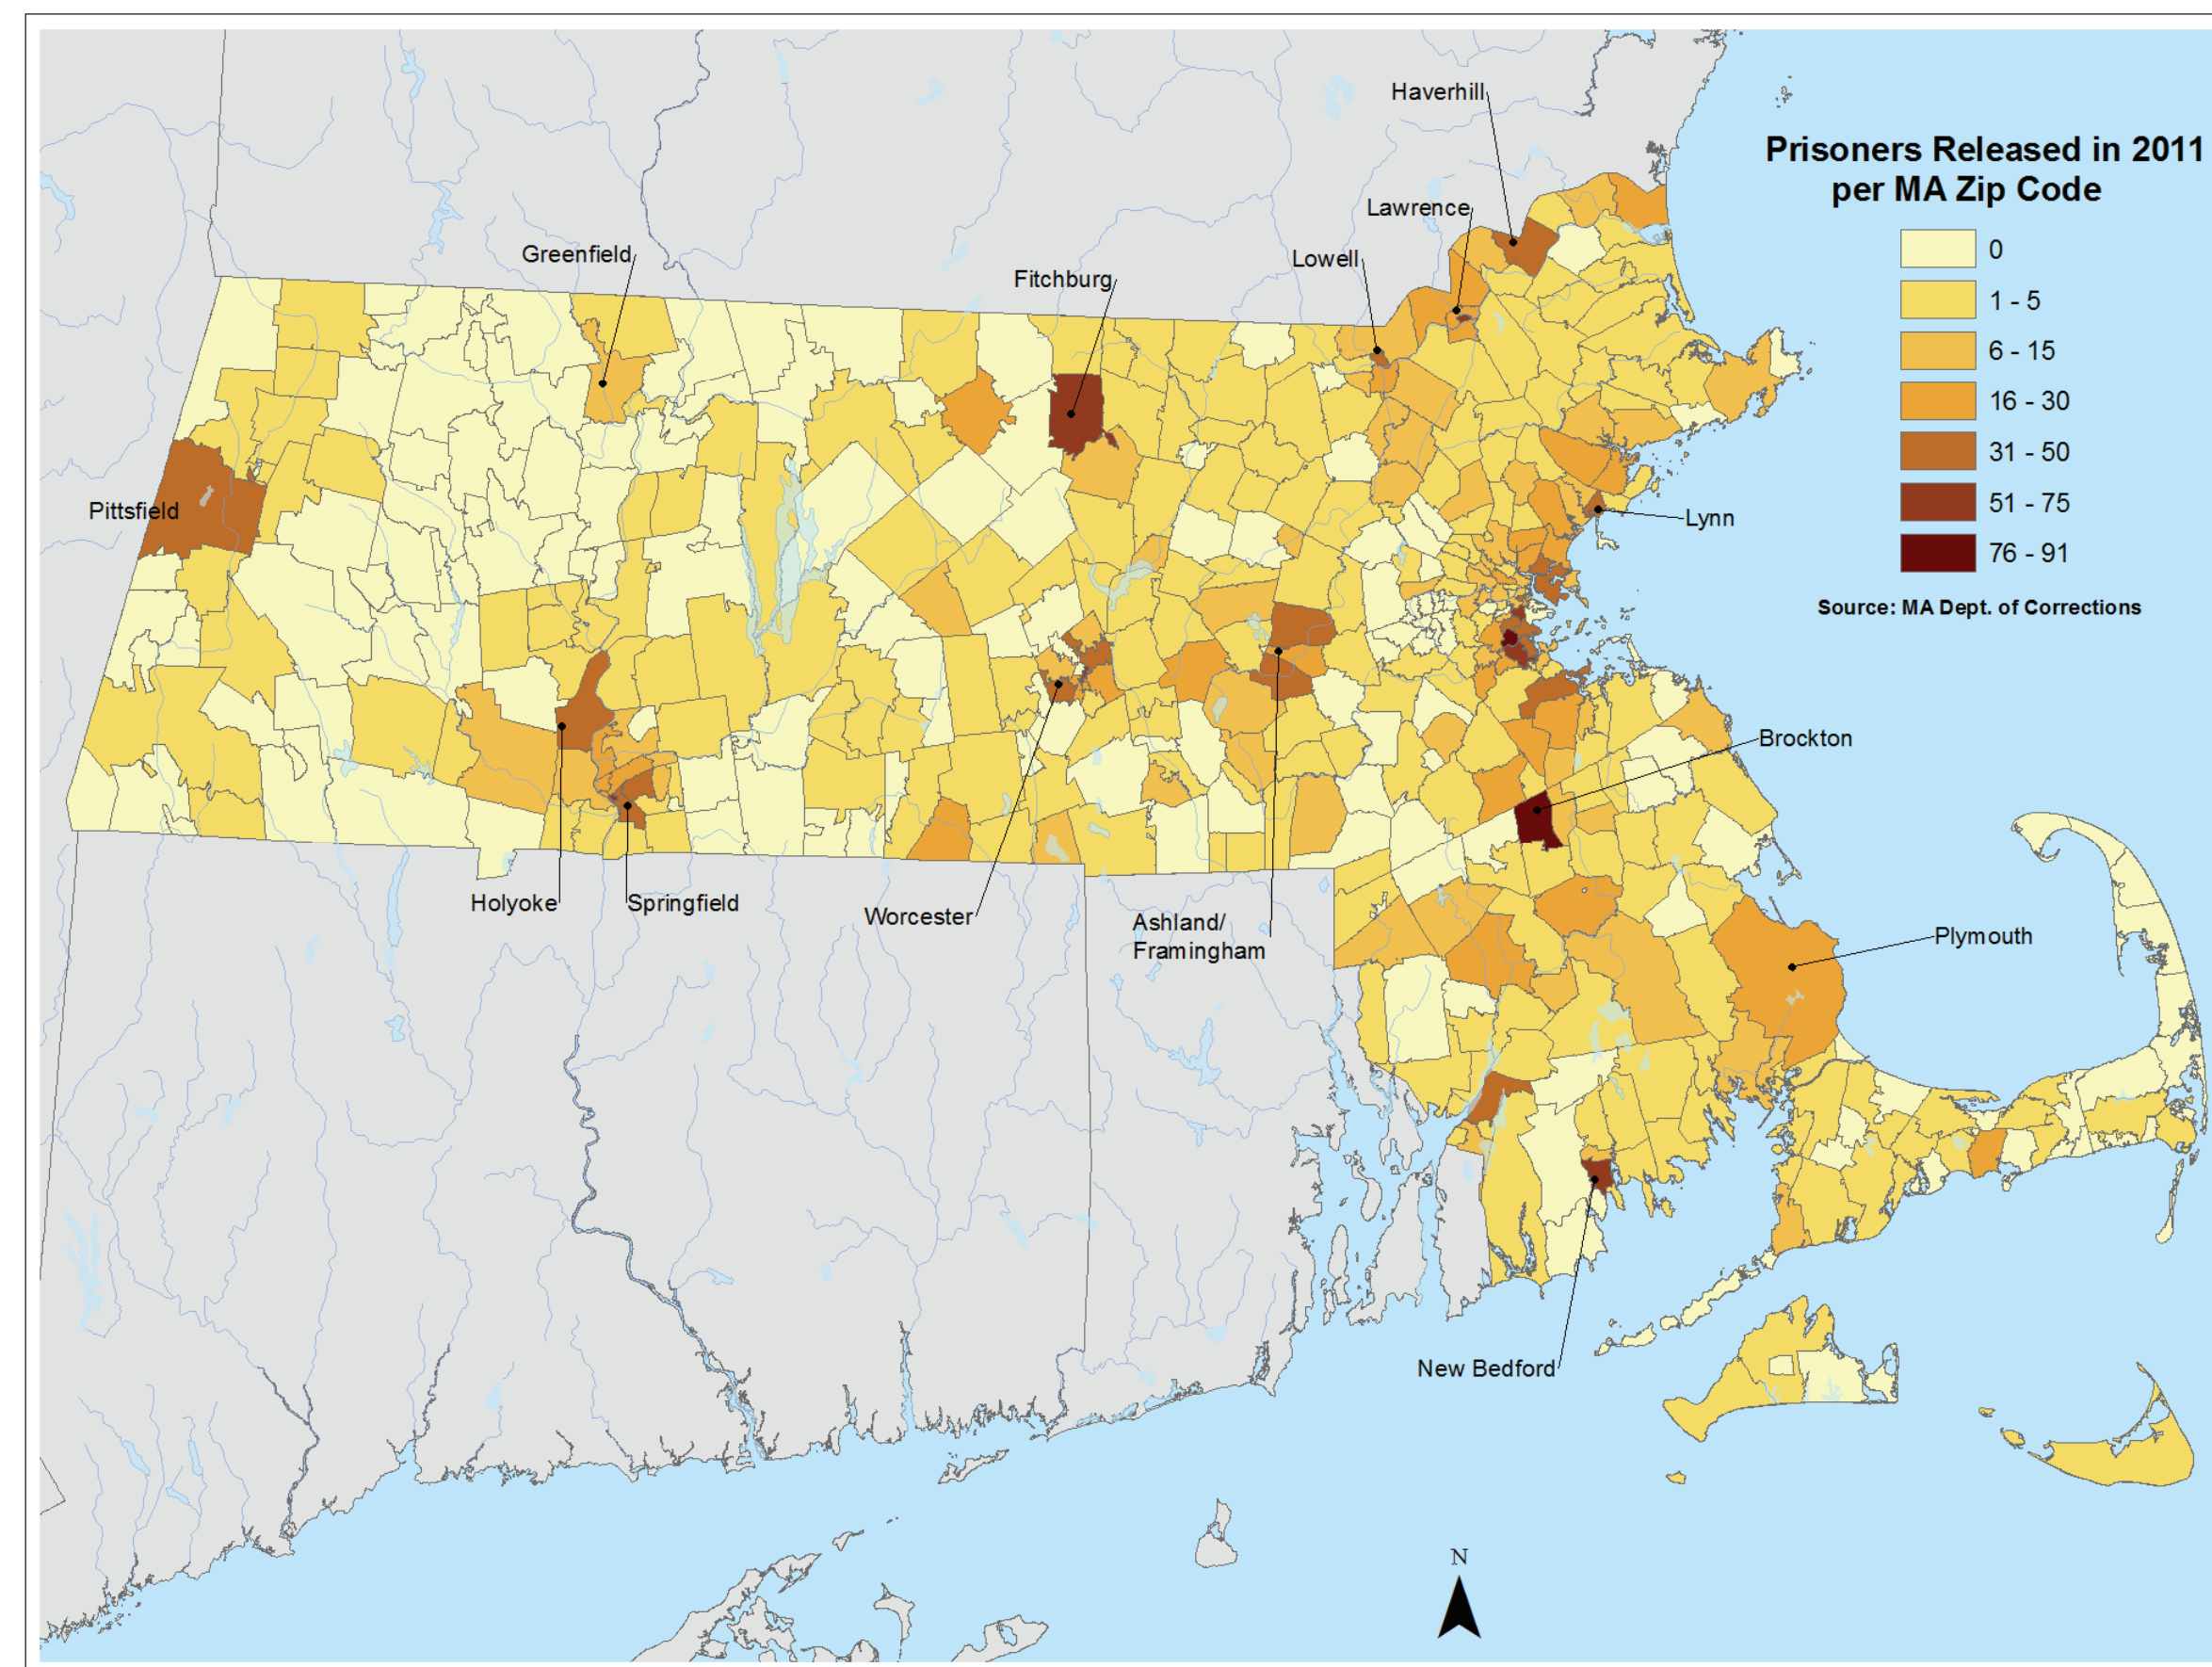 Prisoners Released in 2011
per MA Zip Code
0
1 - 5
6 - 15
16 - 30
31 - 50
51 - 75
76 - 91
Source: MA Dept. of Corrections
Haverhill
Lawrence
Lowell
Greenfield
Fitchburg
Pittsfield
Lynn
Brockton
Holyoke
Springfield
Worcester
Ashland/
Framingham
Plymouth
New Bedford
N